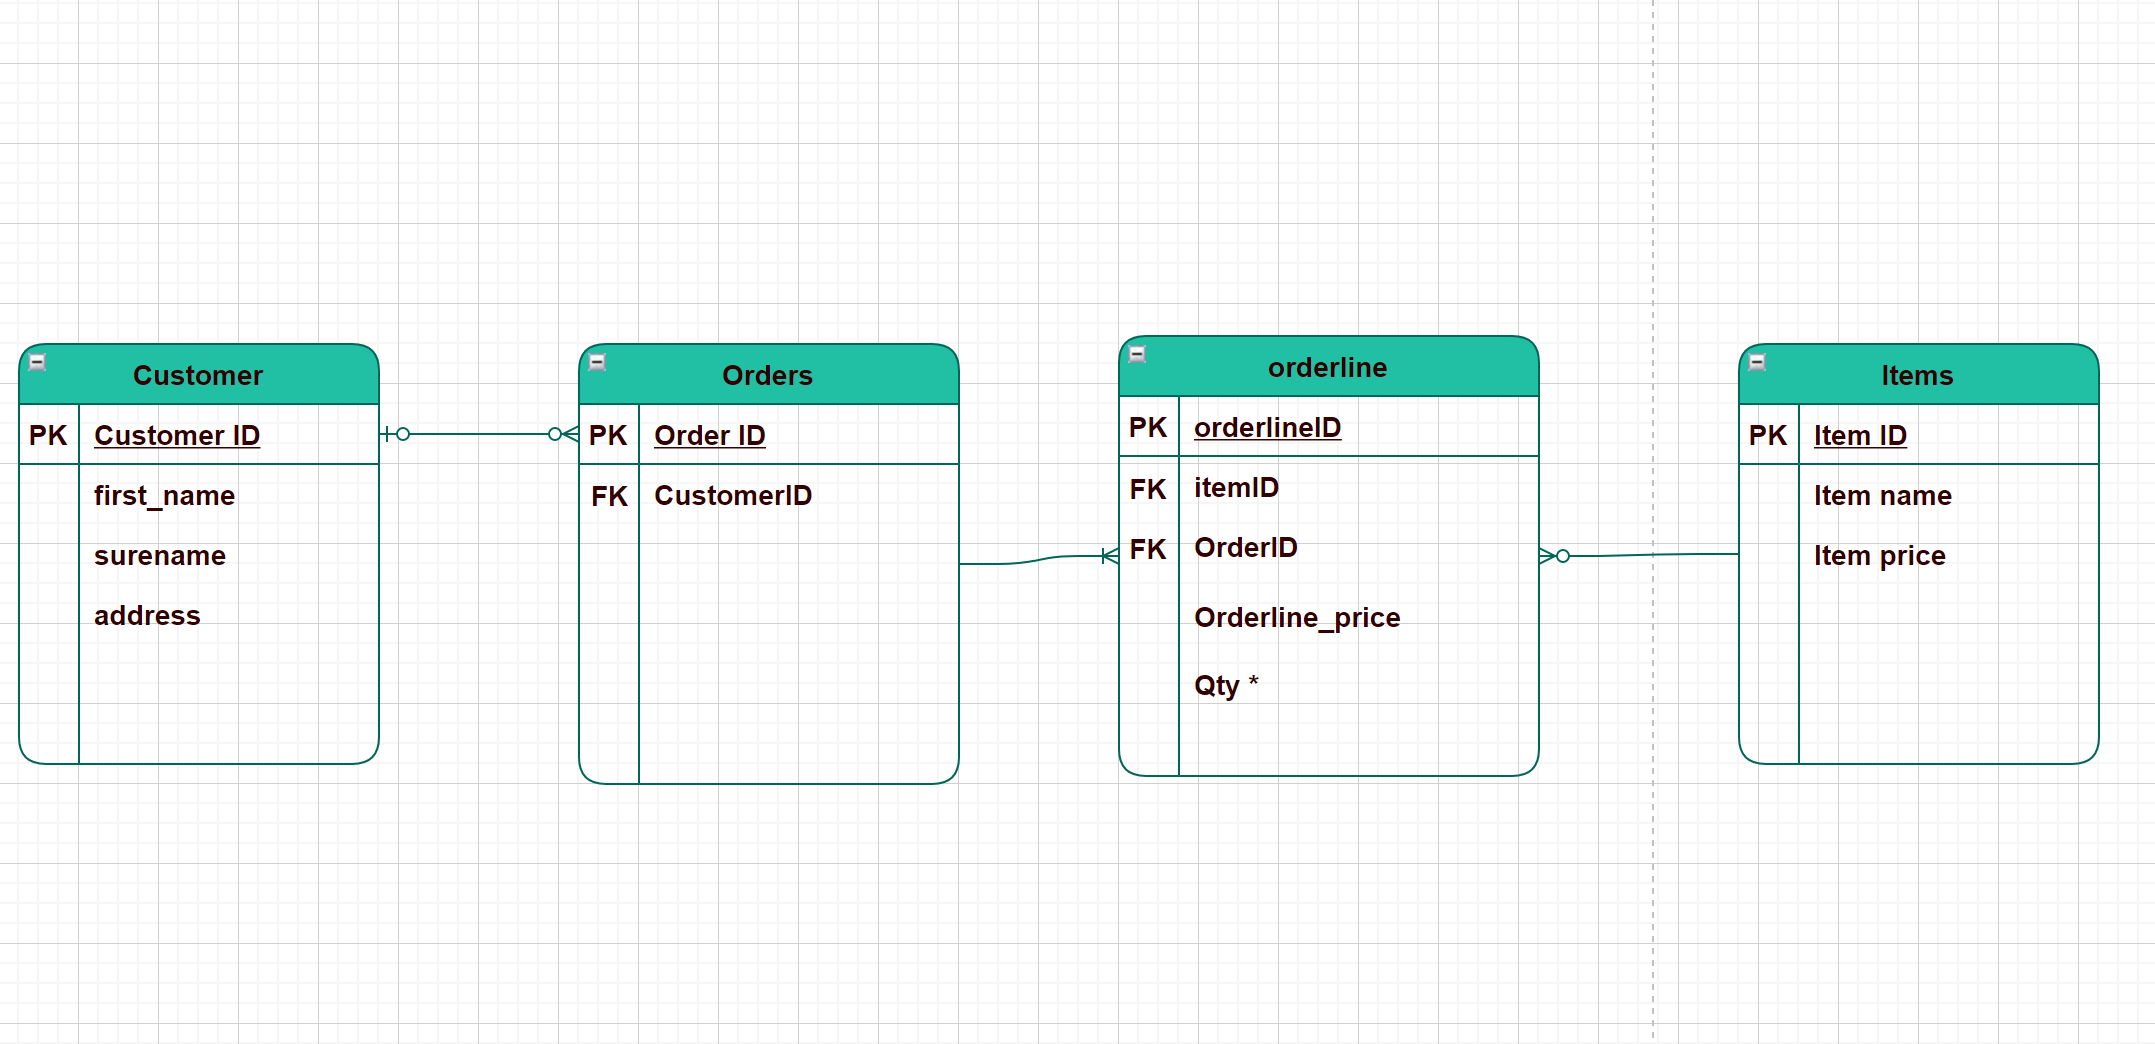 Customer
PK Customer ID
first_name
surename
address
Orders
PK Order ID
FK CustomerID
orderline
PK orderlineID
FK itemID
FK OrderID
Orderline_price
Qty *
Items
PK Item ID
Item name
Item price